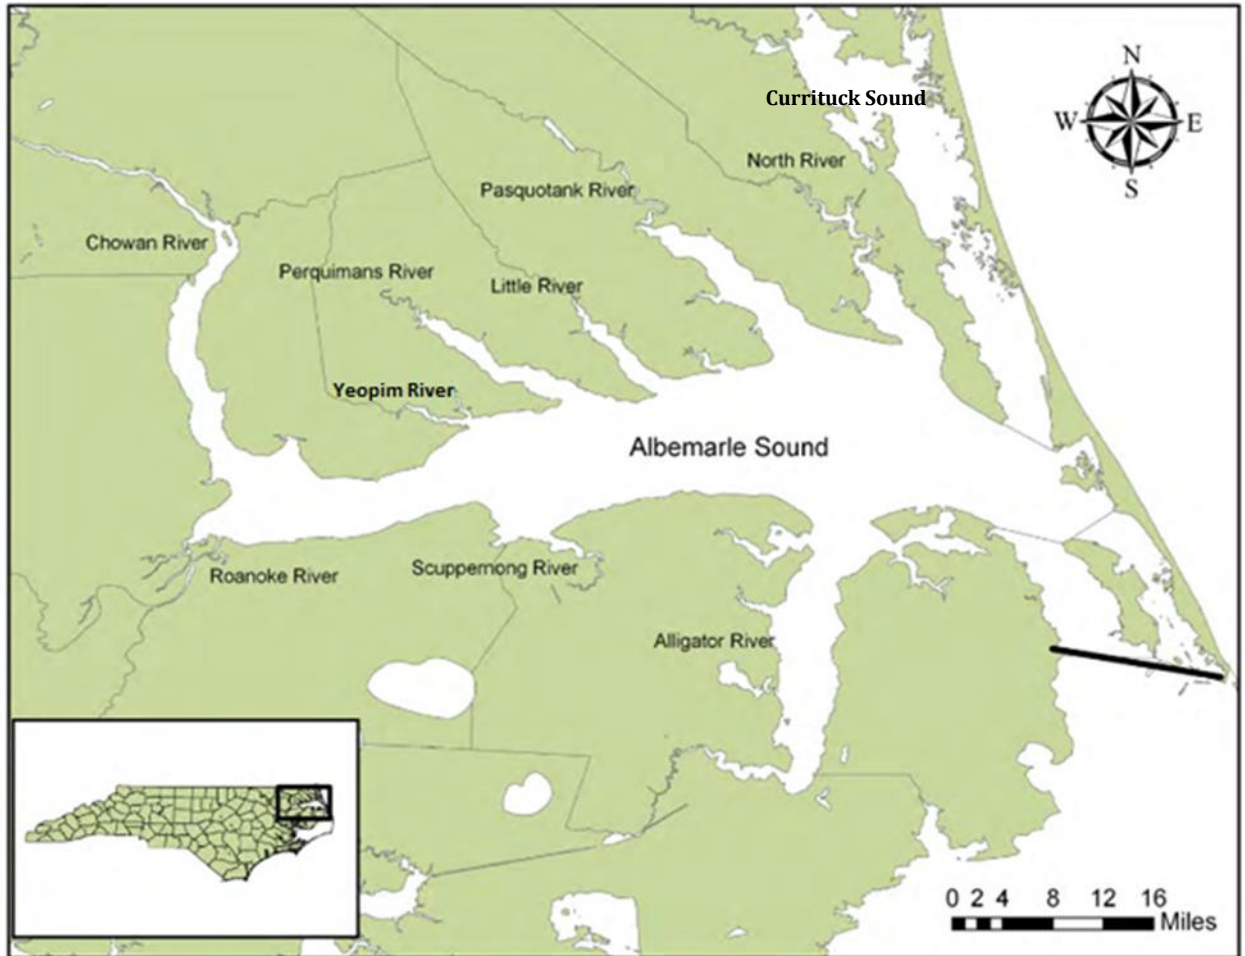 N
Currituck Sound
W E
North River
Pasquotank River
S
Chowan River
Perquimans River
Little River
Yeopim River
Albemarle Sound
Scuppernong River
Roanoke River
Alligator River
0 2 4 8 12 16
Miles